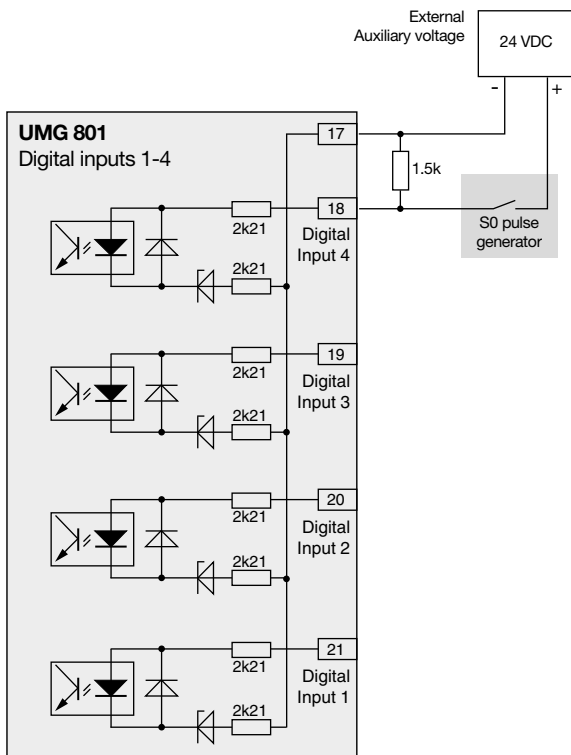 External
Auxiliary voltage
24 VDC
- +
UMG 801
Digital inputs 1-4
17
1.5k
18
2k21
Digital
Input 4
2k21
S0 pulse
generator
19
2k21
Digital
Input 3
2k21
20
2k21
Digital
Input 2
2k21
21
2k21
Digital
Input 1
2k21